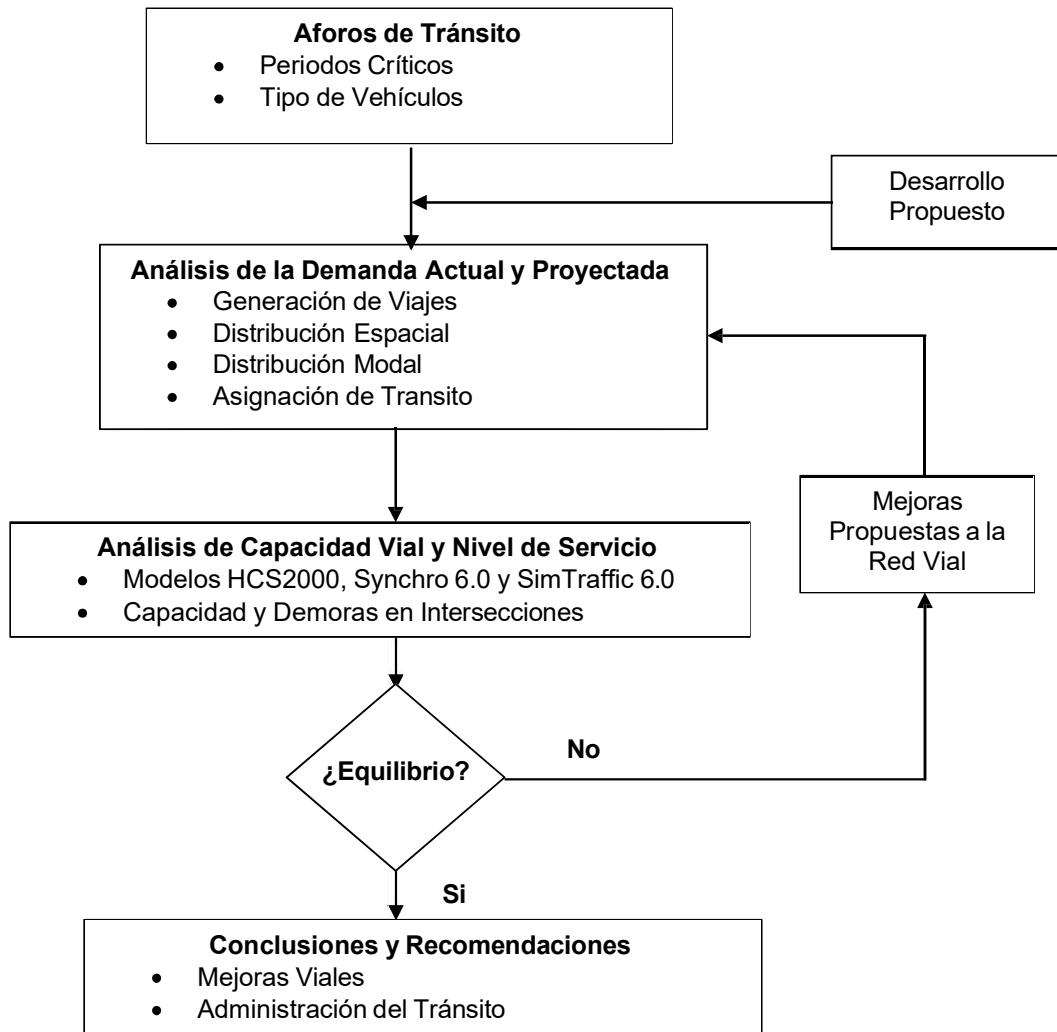 Aforos de Tránsito
• Periodos Críticos
• Tipo de Vehículos
Desarrollo
Propuesto
Análisis de la Demanda Actual y Proyectada
• Generación de Viajes
• Distribución Espacial
• Distribución Modal
• Asignación de Transito
Mejoras
Propuestas a la
Red Vial
Análisis de Capacidad Vial y Nivel de Servicio
• Modelos HCS2000, Synchro 6.0 y SimTraffic 6.0
• Capacidad y Demoras en Intersecciones
¿Equilibrio?
No
Si
Conclusiones y Recomendaciones
• Mejoras Viales
• Administración del Tránsito